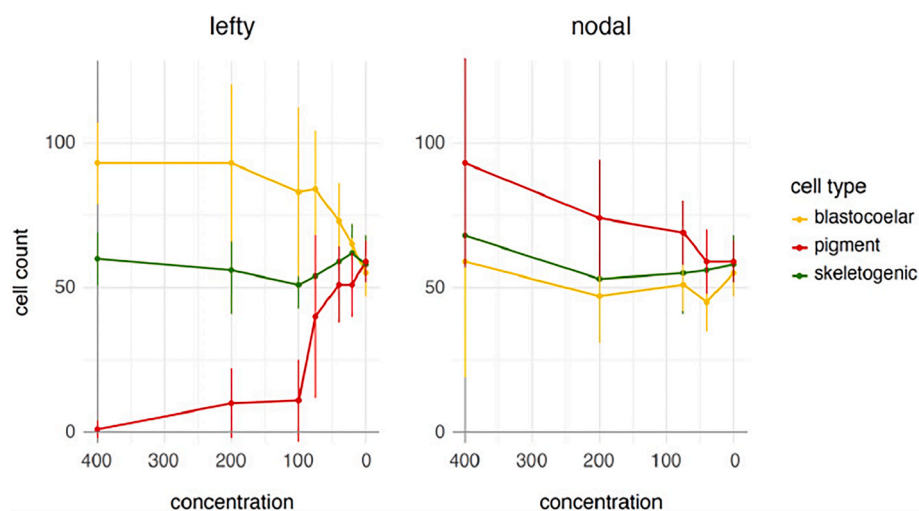 lefty
nodal
cell count
100
50
0
400 300 200 100 0
concentration
100
50
0
400 300 200 100 0
concentration
cell type
blastocoelar
pigment
skeletogenic